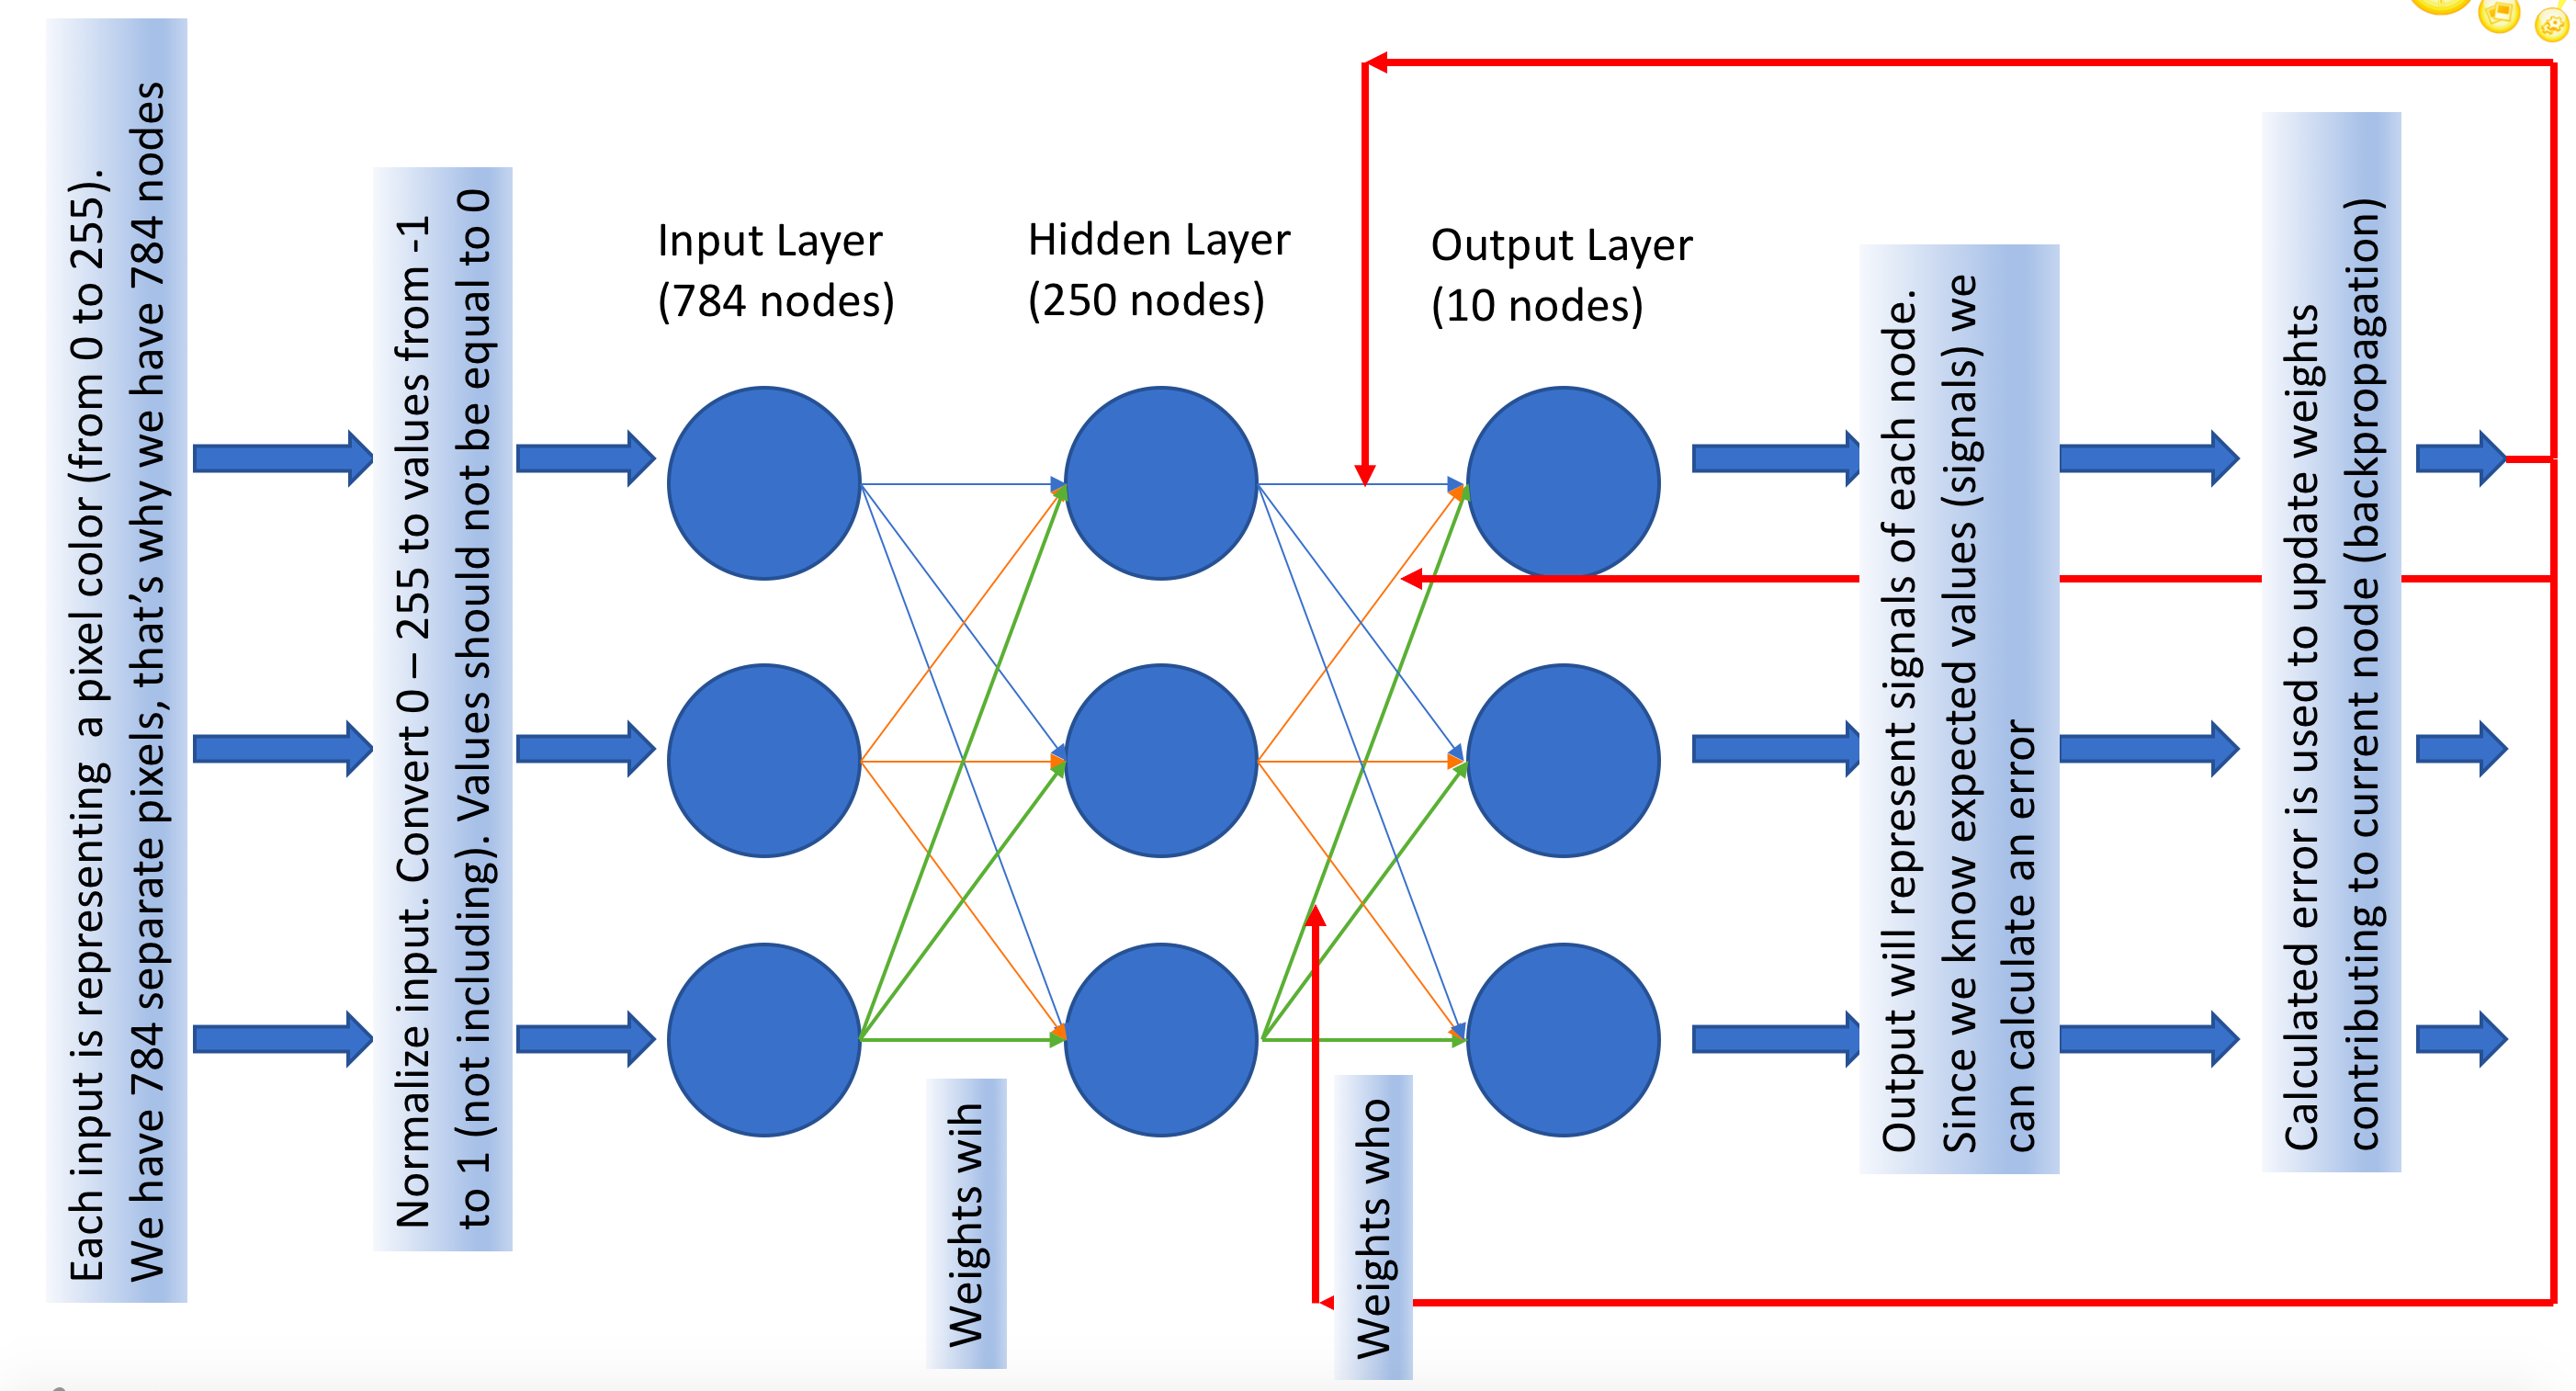 Each input is representing a pixel color (from 0 to 255).
We have 784 separate pixels, that's why we have 784 nodes
Normalize input. Convert 0 – 255 to values from -1
to 1 (not including). Values should not be equal to 0
Input Layer
(784 nodes)
Hidden Layer
(250 nodes)
Output Layer
(10 nodes)
Weights wih
Weights who
Output will represent signals of each node.
Since we know expected values (signals) we
can calculate an error
Calculated error is used to update weights
contributing to current node (backpropagation)